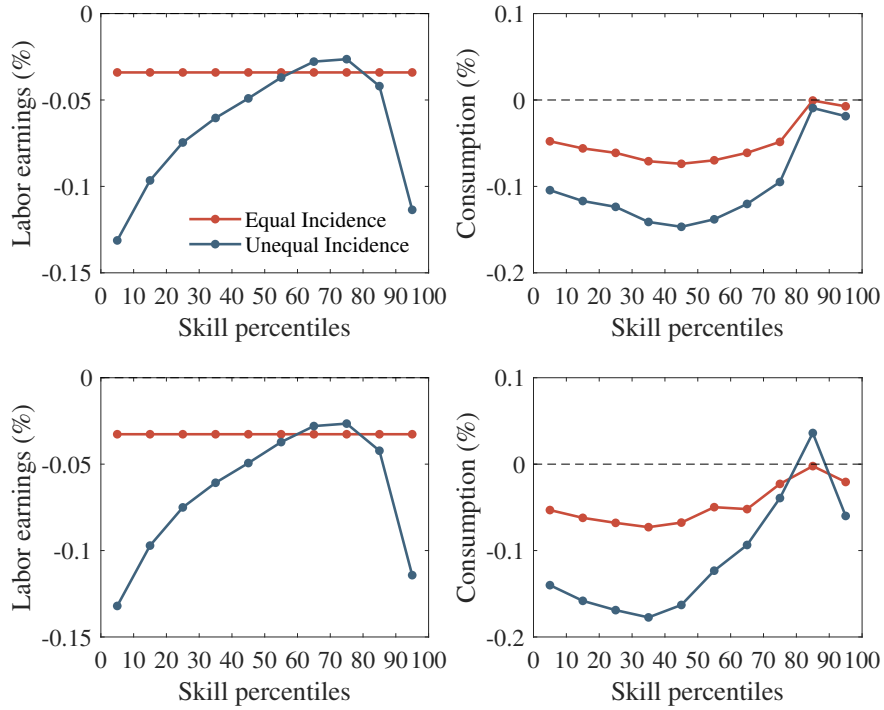 0
-0.05
-0.1
-0.15
Labor earnings (%)
Equal Incidence
Unequal Incidence
0 10 20 30 40 50 60 70 80 90 100
Skill percentiles
0.1
0
-0.1
-0.2
Consumption (%)
0 10 20 30 40 50 60 70 80 90 100
Skill percentiles
0
-0.05
-0.1
-0.15
Labor earnings (%)
0 10 20 30 40 50 60 70 80 90 100
Skill percentiles
0.1
0
-0.1
-0.2
Consumption (%)
0 10 20 30 40 50 60 70 80 90 100
Skill percentiles